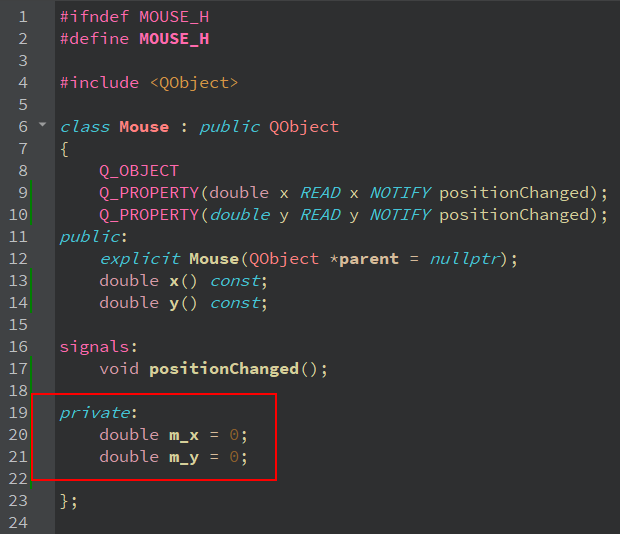 1 #ifndef MOUSE_H
2 #define MOUSE_H
3
4 #include <QObject>
5
6 class Mouse : public QObject
7 {
8 Q_OBJECT
9 Q_PROPERTY(double x READ x NOTIFY positionChanged);
10 Q_PROPERTY(double y READ y NOTIFY positionChanged);
11 public:
12 explicit Mouse(QObject *parent = nullptr);
13 double x() const;
14 double y() const;
15
16 signals:
17 void positionChanged();
18
19 private:
20 double m_x = 0;
21 double m_y = 0;
22
23 };
24